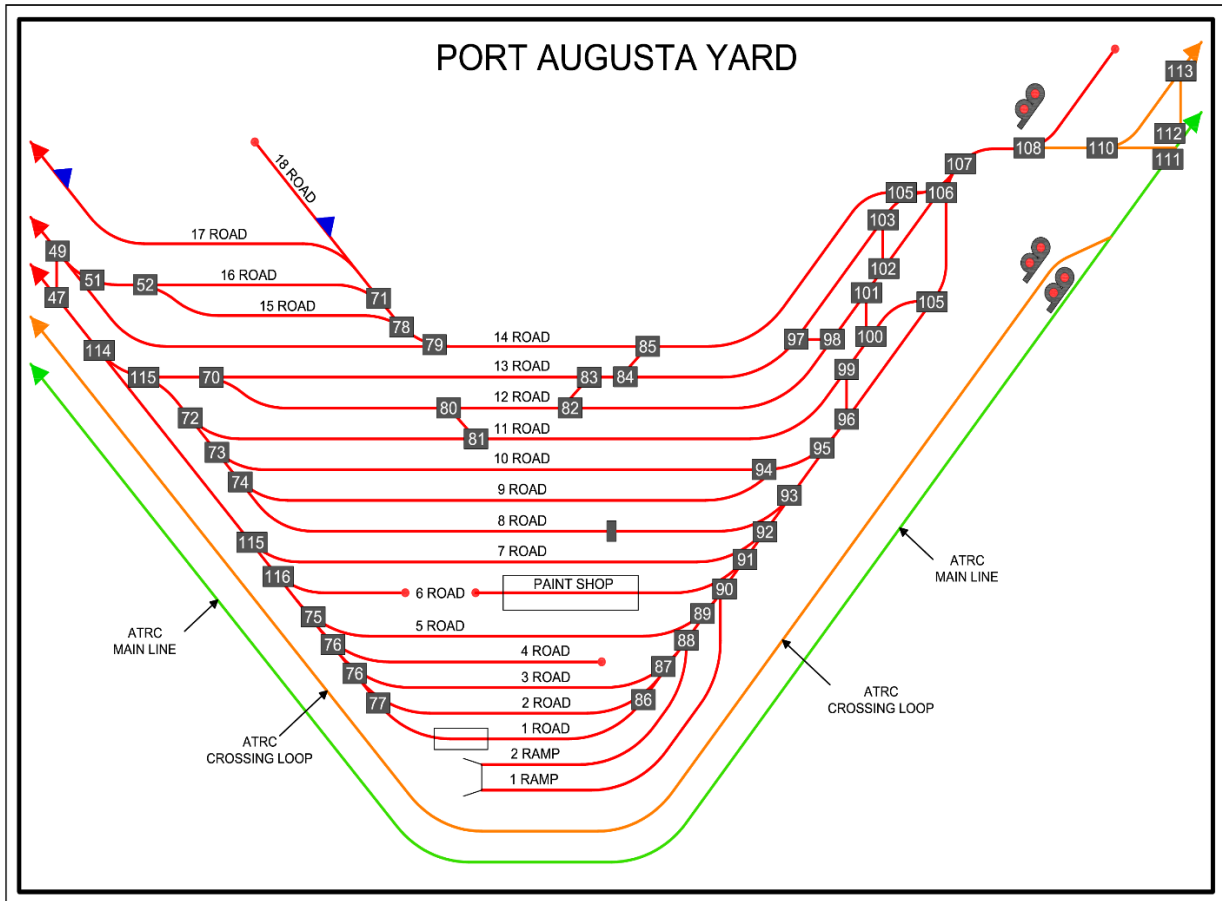 PORT AUGUSTA YARD
113
112
111
110
108
107
106
105
103
102
101
105
100
18 ROAD
17 ROAD
49
51
52
16 ROAD
71
47
15 ROAD
78
79
14 ROAD
85
97
98
114
115
70
13 ROAD
83
84
99
80
12 ROAD
82
72
81
11 ROAD
96
73
10 ROAD
94
95
74
9 ROAD
93
8 ROAD
92
115
7 ROAD
91
116
6 ROAD
PAINT SHOP
90
75
5 ROAD
89
76
4 ROAD
88
76
3 ROAD
87
77
2 ROAD
86
1 ROAD
2 RAMP
1 RAMP
ATRC
MAIN LINE
ATRC
CROSSING LOOP
ATRC
MAIN LINE
ATRC
CROSSING LOOP